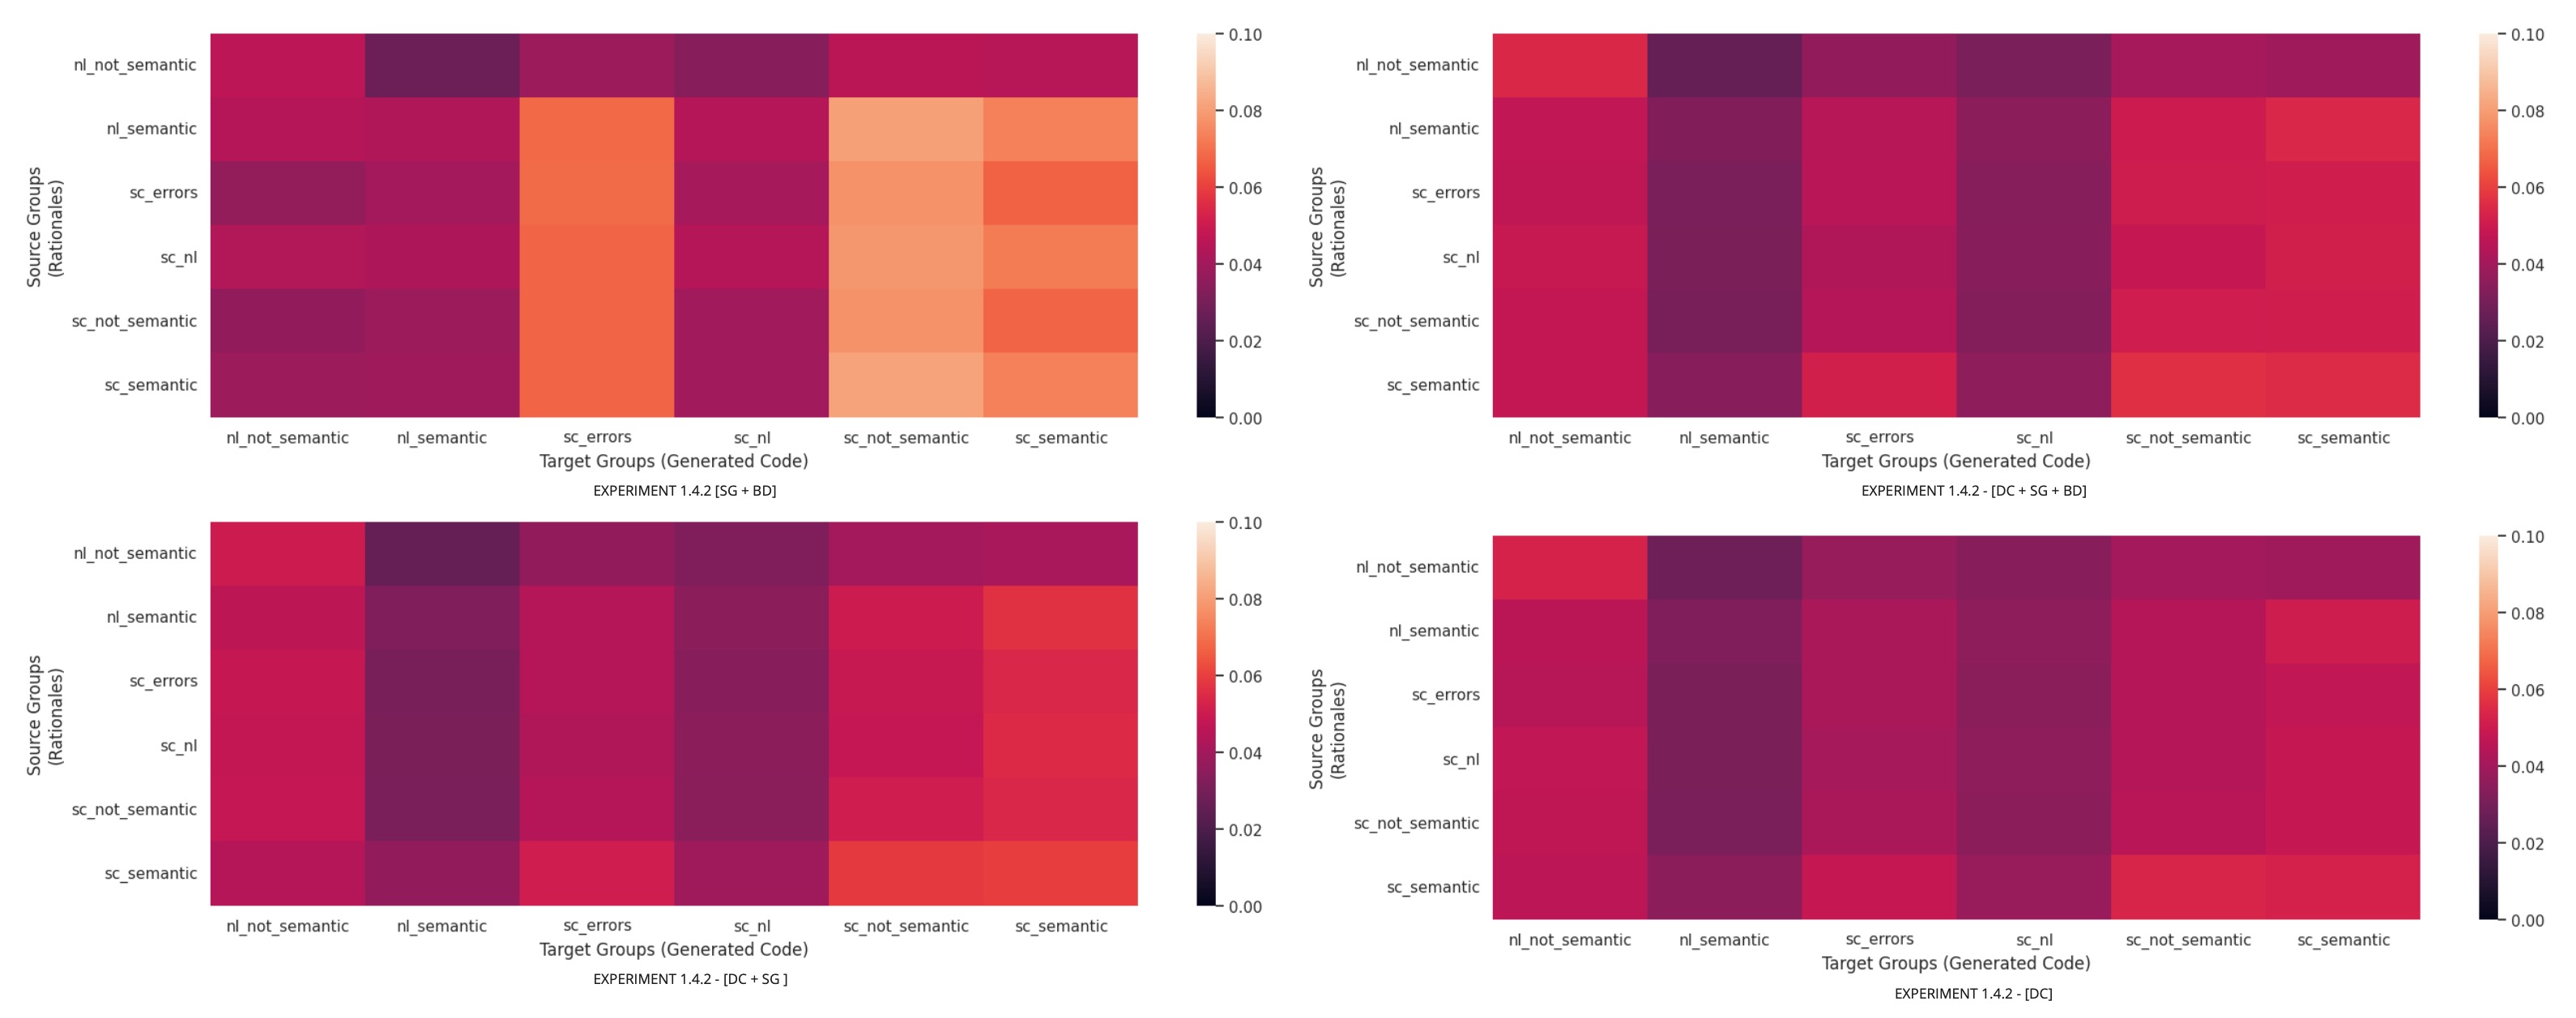 nl_not_semantic
nl_semantic
sc_errors
sc_nl
sc_not_semantic
sc_semantic
Source Groups
(Rationales)
nl_not_semantic nl_semantic sc_errors sc_nl sc_not_semantic sc_semantic
Target Groups (Generated Code)
0.10
0.08
0.06
0.04
0.02
0.00
EXPERIMENT 1.4.2 [SG + BD]
nl_not_semantic
nl_semantic
sc_errors
sc_nl
sc_not_semantic
sc_semantic
Source Groups
(Rationales)
nl_not_semantic nl_semantic sc_errors sc_nl sc_not_semantic sc_semantic
Target Groups (Generated Code)
0.10
0.08
0.06
0.04
0.02
0.00
EXPERIMENT 1.4.2 - [DC + SG + BD]
nl_not_semantic
nl_semantic
sc_errors
sc_nl
sc_not_semantic
sc_semantic
Source Groups
(Rationales)
nl_not_semantic nl_semantic sc_errors sc_nl sc_not_semantic sc_semantic
Target Groups (Generated Code)
0.10
0.08
0.06
0.04
0.02
0.00
EXPERIMENT 1.4.2 - [DC + SG ]
nl_not_semantic
nl_semantic
sc_errors
sc_nl
sc_not_semantic
sc_semantic
Source Groups
(Rationales)
nl_not_semantic nl_semantic sc_errors sc_nl sc_not_semantic sc_semantic
Target Groups (Generated Code)
0.10
0.08
0.06
0.04
0.02
0.00
EXPERIMENT 1.4.2 - [DC]